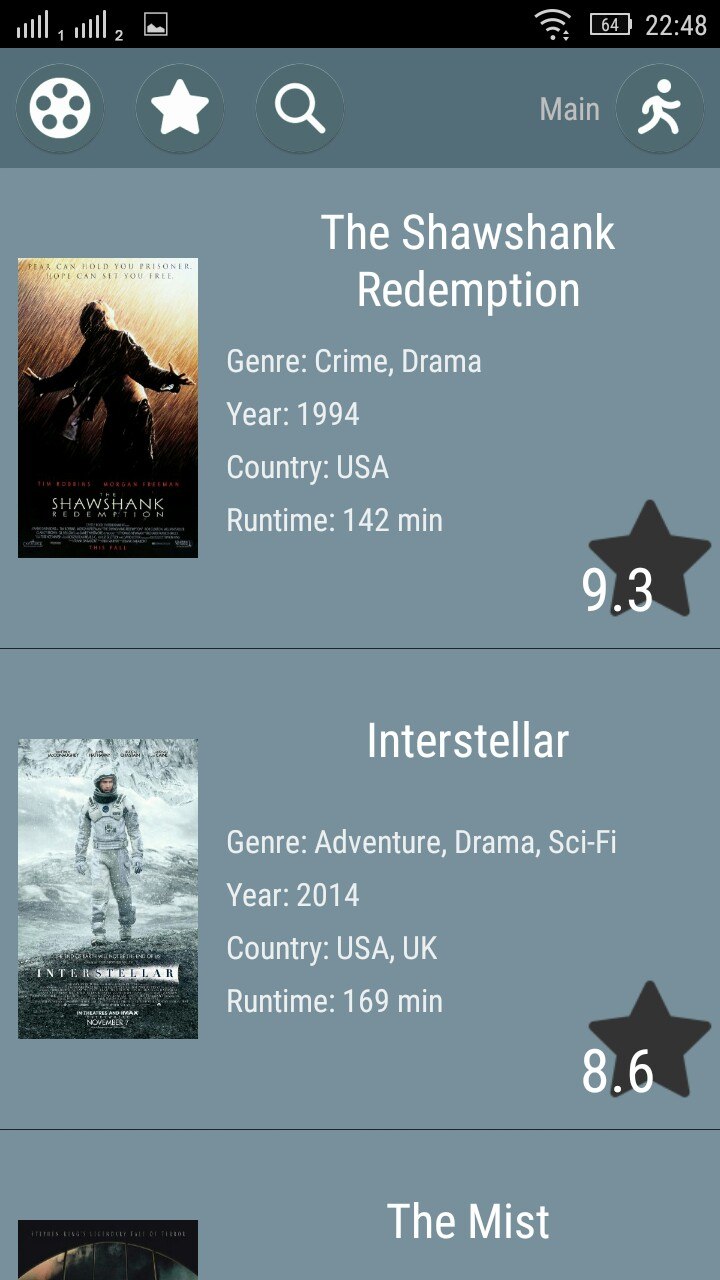 1 2 64 22:48
Main
The Shawshank
Redemption
FEAR CAN HOLD YOU PRISONER.
HOPE CAN SET YOU FREE.
TIM ROBBINS MORGAN FREEMAN
THE
SHAWSHANK
REDEMPTION
THIS FALL
Genre: Crime, Drama
Year: 1994
Country: USA
Runtime: 142 min
9.3
Interstellar
INTERSTELLAR
IN THEATRES AND IMAX
NOVEMBER 7
Genre: Adventure, Drama, Sci-Fi
Year: 2014
Country: USA, UK
Runtime: 169 min
8.6
The Mist
STEPHEN KING'S LEGENDARY TALE OF TERROR